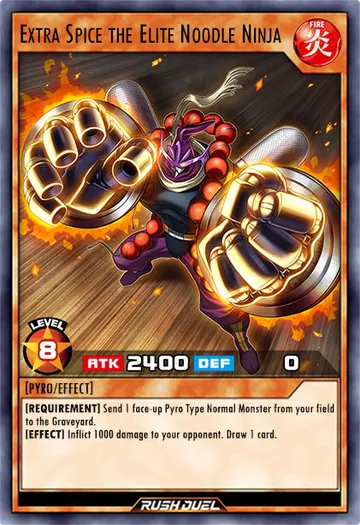 Extra Spice the Elite Noodle Ninja
FIRE
炎
LEVEL
8
ATK 2400 DEF 0
[PYRO/EFFECT]
[REQUIREMENT] Send 1 face-up Pyro Type Normal Monster from your field
to the Graveyard.
[EFFECT] Inflict 1000 damage to your opponent. Draw 1 card.
RUSH DUEL